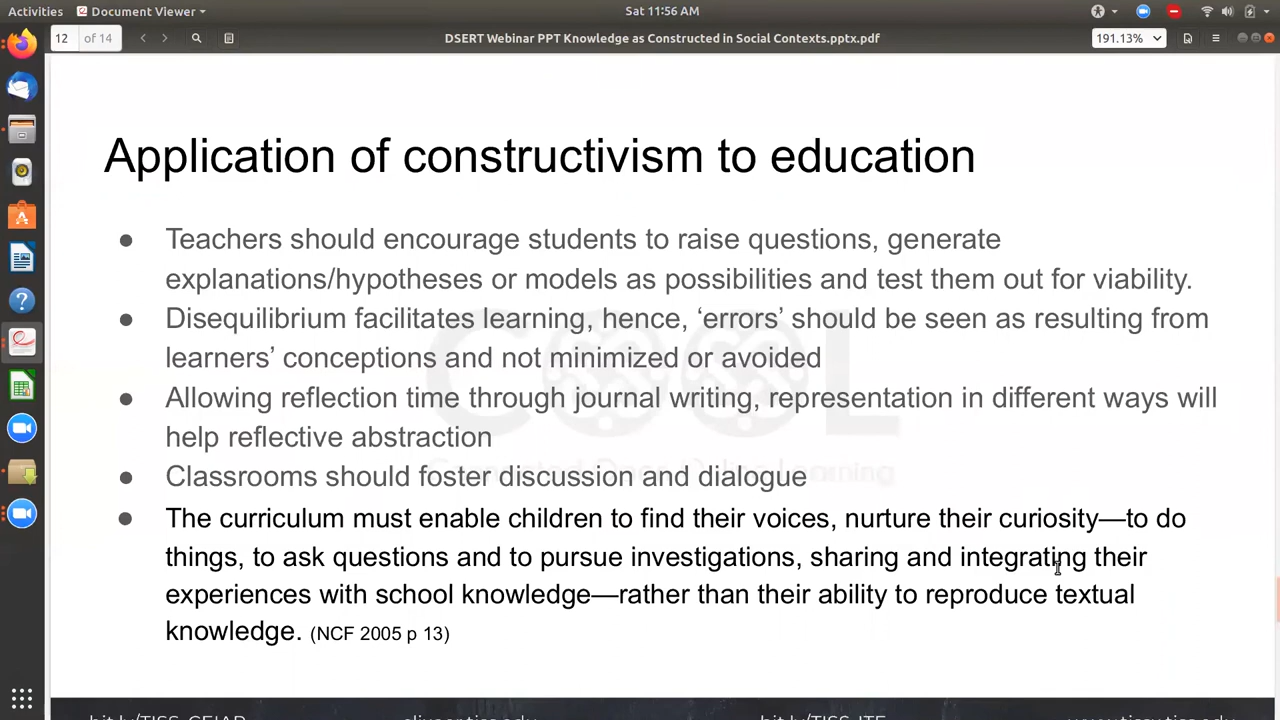 Activities Document Viewer Sat 11:56 AM
12 of 14 DSERT Webinar PPT Knowledge as Constructed in Social Contexts.pptx.pdf 191.13%
Application of constructivism to education
● Teachers should encourage students to raise questions, generate
explanations/hypotheses or models as possibilities and test them out for viability.
● Disequilibrium facilitates learning, hence, ‘errors’ should be seen as resulting from
learners’ conceptions and not minimized or avoided
● Allowing reflection time through journal writing, representation in different ways will
help reflective abstraction
● Classrooms should foster discussion and dialogue
● The curriculum must enable children to find their voices, nurture their curiosity—to do
things, to ask questions and to pursue investigations, sharing and integrating their
experiences with school knowledge—rather than their ability to reproduce textual
knowledge. (NCF 2005 p 13)
COOL